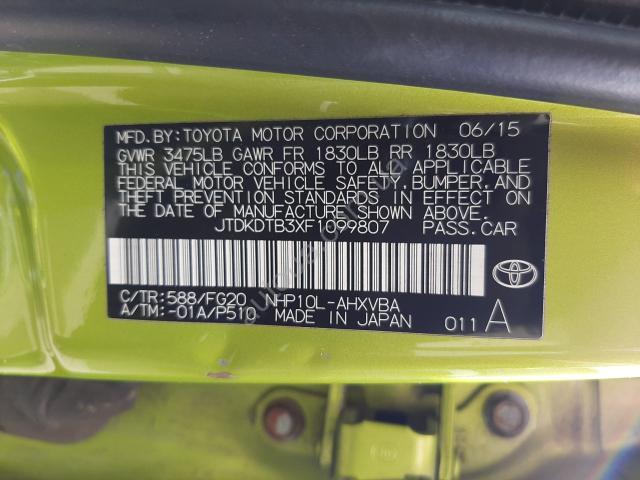 MFD. BY: TOYOTA MOTOR CORPORATION 06/15
GVWR 3475LB GAWR FR 1830LB RR 1830LB
THIS VEHICLE CONFORMS TO ALL APPLICABLE
FEDERAL MOTOR VEHICLE SAFETY, BUMPER, AND
THEFT PREVENTION STANDARDS IN EFFECT ON
THE DATE OF MANUFACTURE SHOWN ABOVE.
JTDKDTB3XF1099807 PASS.CAR
C/TR:588/FG20 NHP10L-AHXVBA
A/TM:-01A/P510 MADE IN JAPAN 011 A
TOYOTA